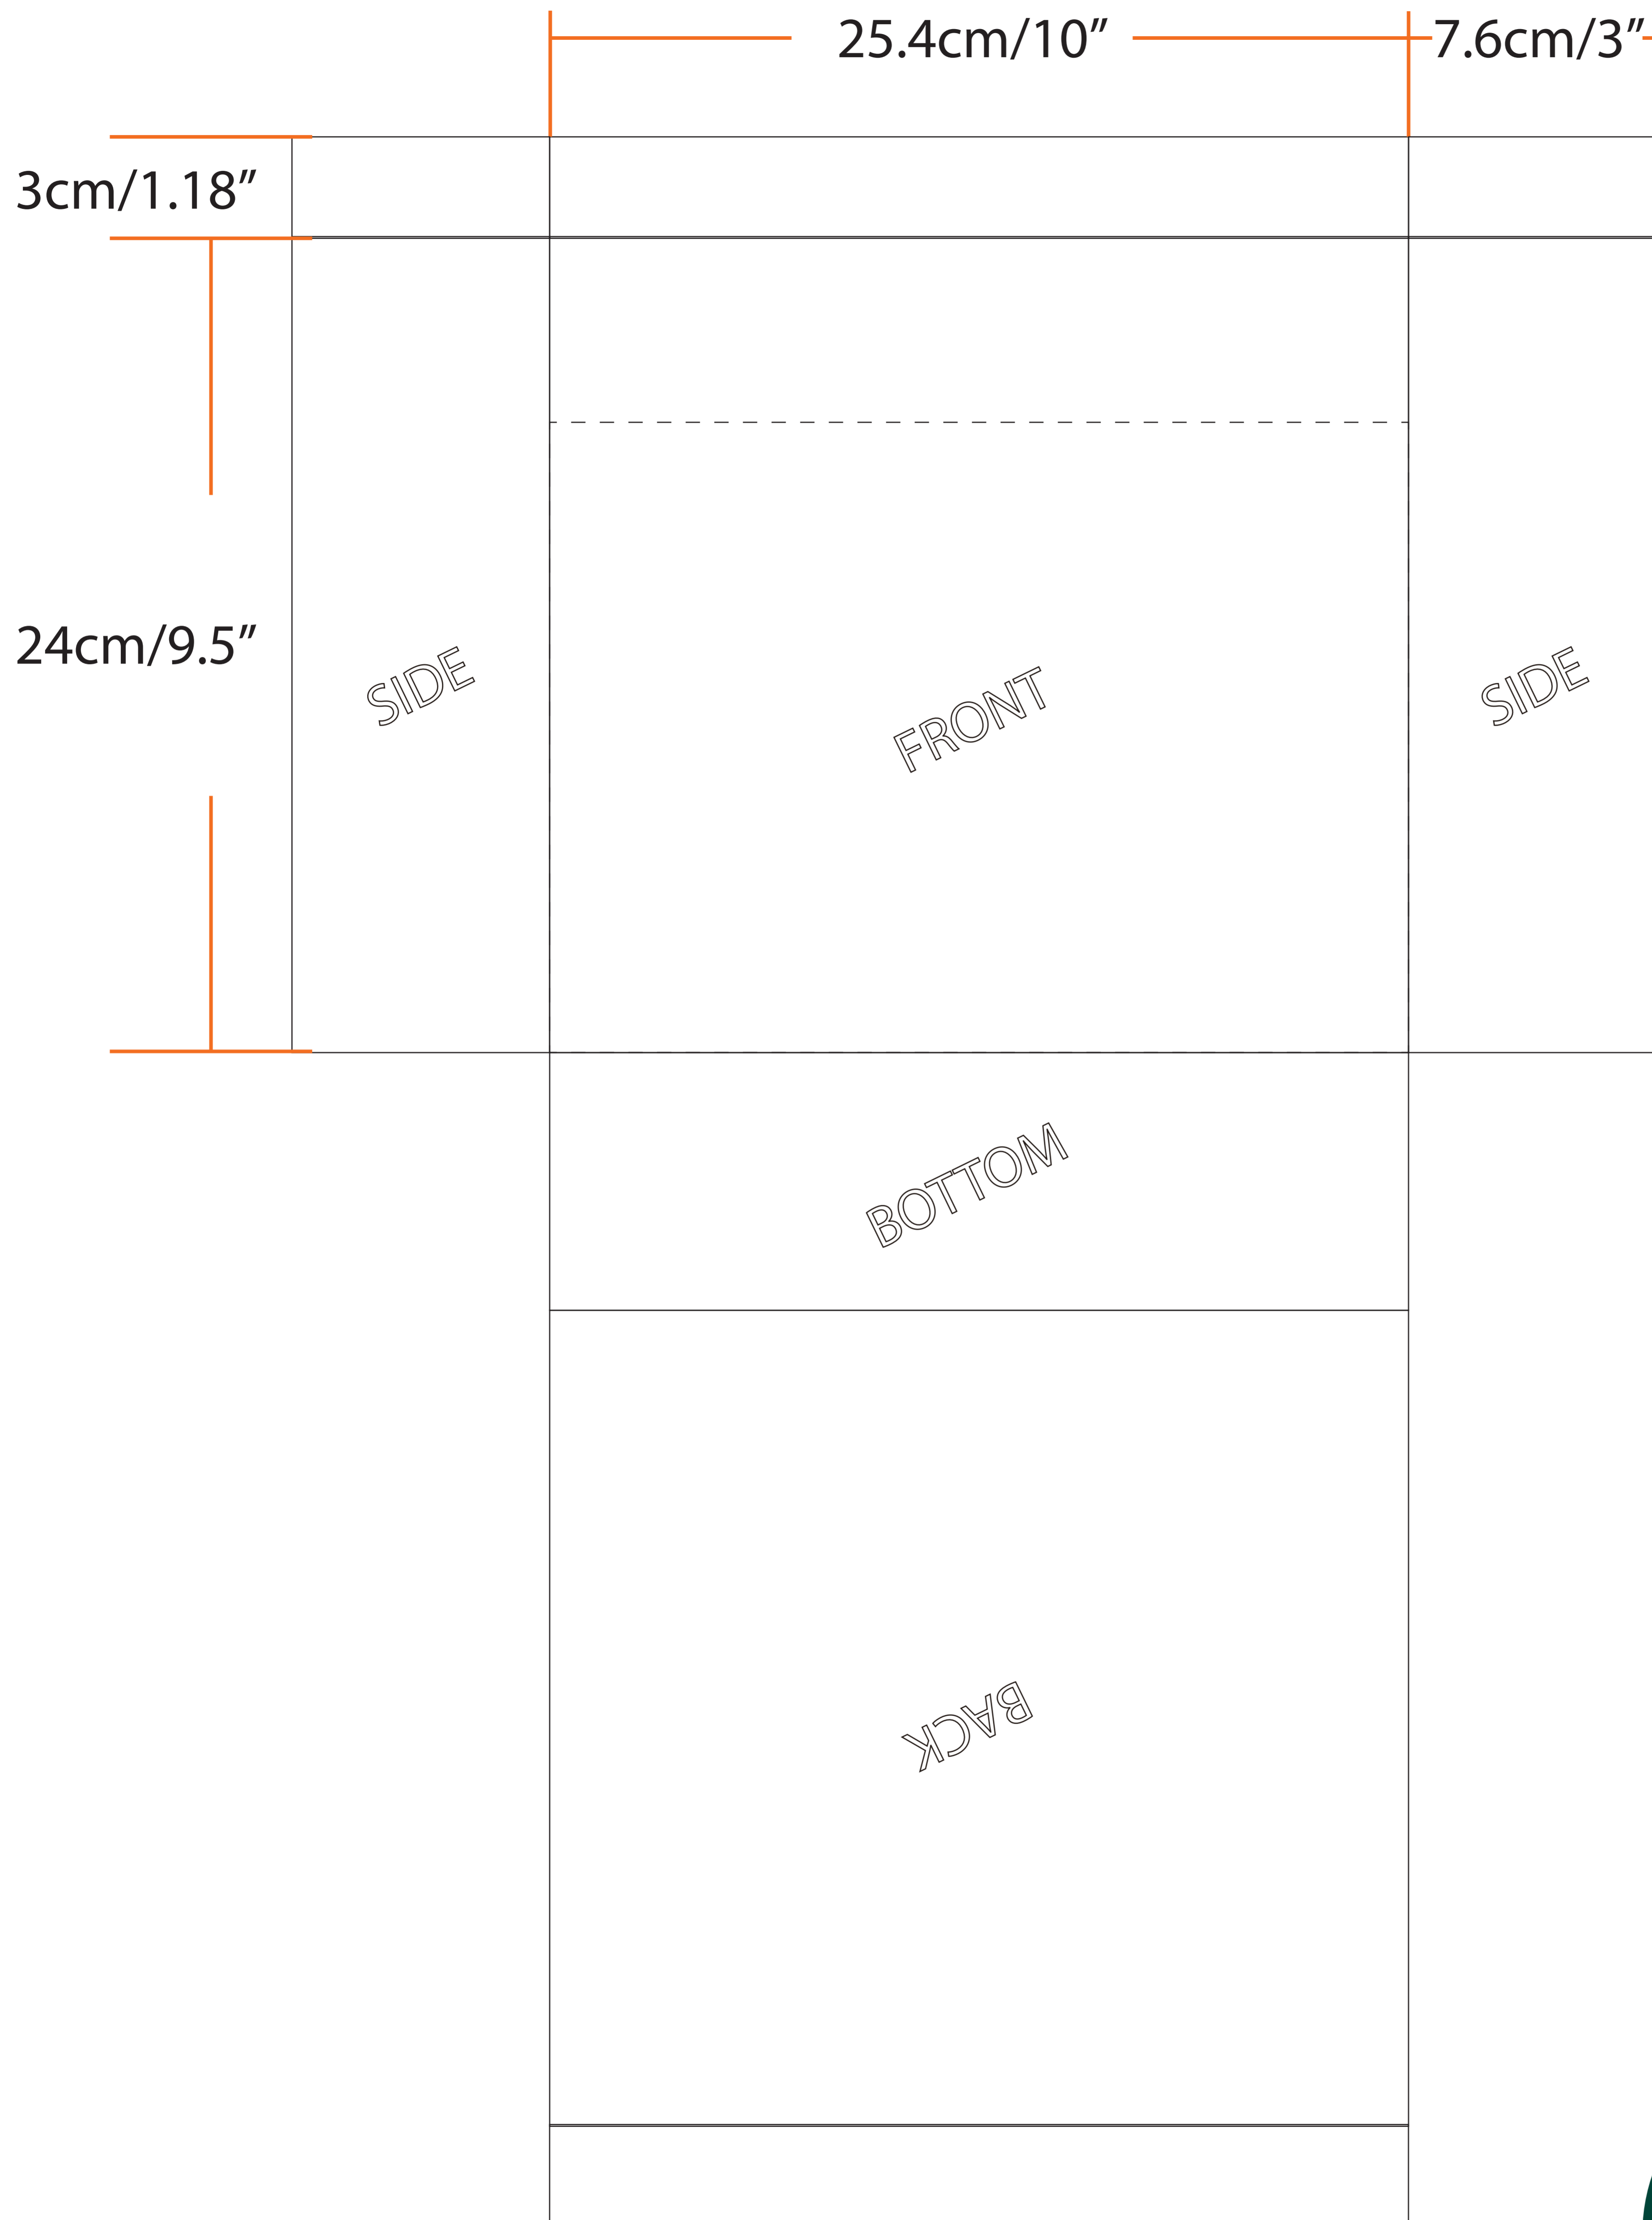 25.4cm/10” 7.6cm/3”
3cm/1.18”
24cm/9.5”
SIDE FRONT SIDE
BOTTOM
BACK